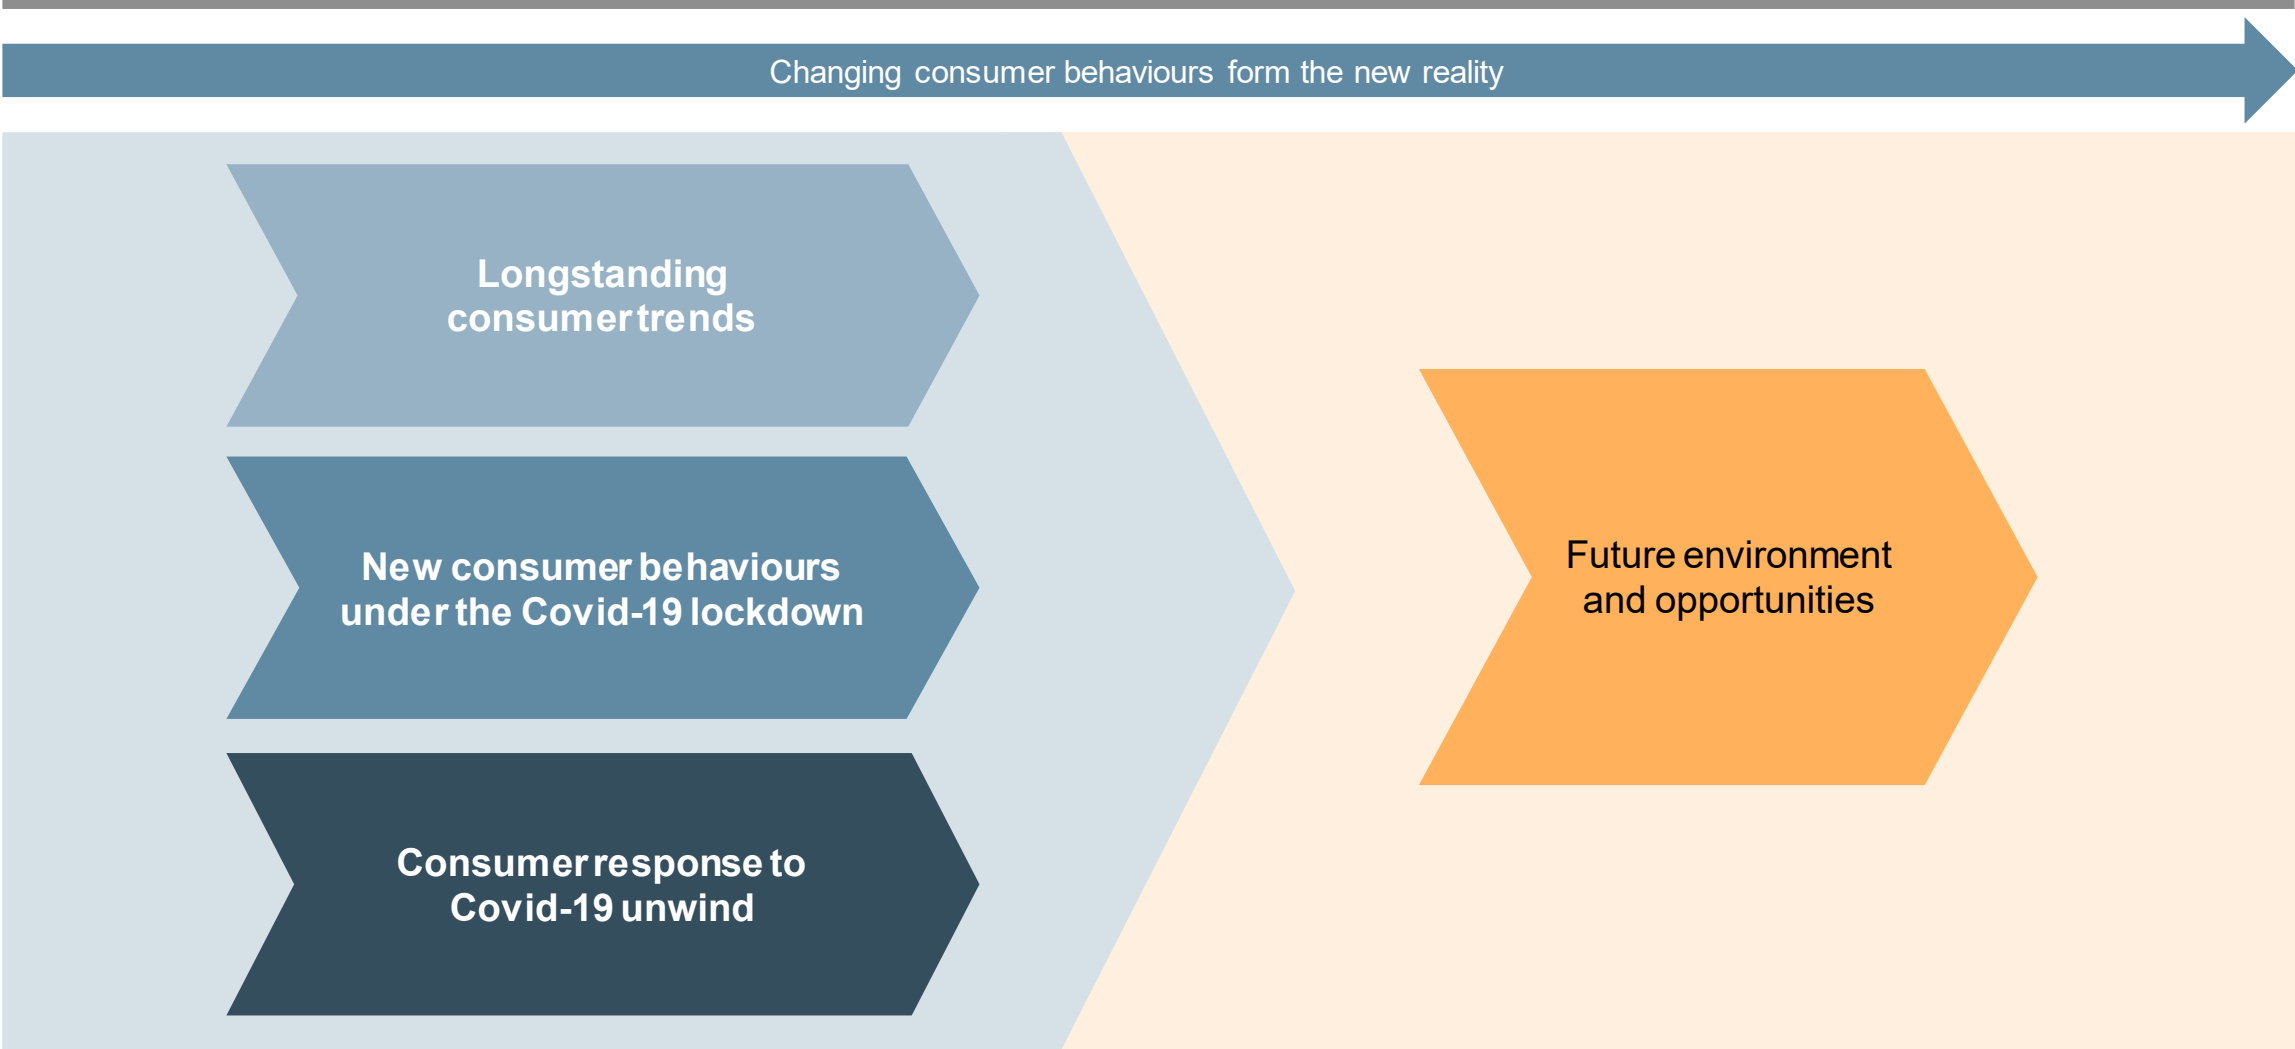 Changing consumer behaviours form the new reality
Longstanding
consumer trends
New consumer behaviours
under the Covid-19 lockdown
Future environment
and opportunities
Consumer response to
Covid-19 unwind